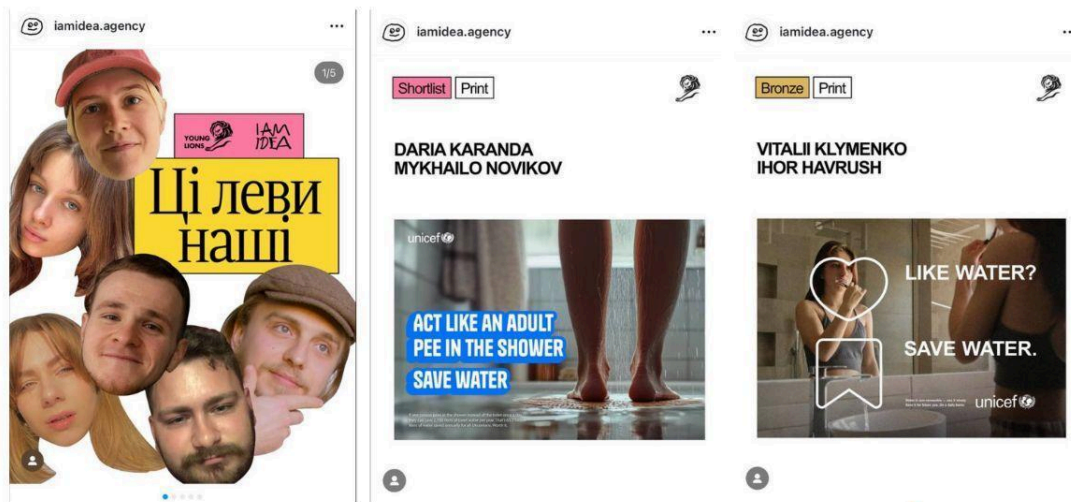 iamidea.agency
1/5
YOUNG
LIONS
I AM
IDEA
Ці леви
наші
iamidea.agency
Shortlist Print
DARIA KARANDA
MYKHAILO NOVIKOV
unicef
ACT LIKE AN ADULT
PEE IN THE SHOWER
SAVE WATER
iamidea.agency
Bronze Print
VITALII KLYMENKO
IHOR HAVRUSH
LIKE WATER?
SAVE WATER.
unicef